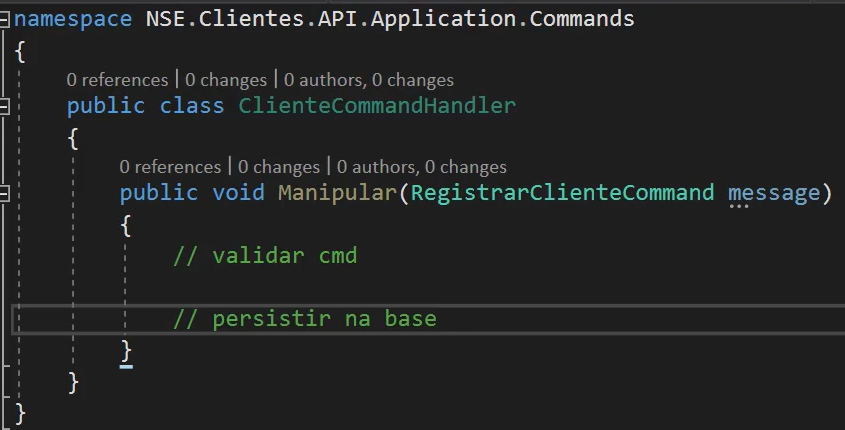 namespace NSE.Clientes.API.Application.Commands
{
0 references | 0 changes | 0 authors, 0 changes
public class ClienteCommandHandler
{
0 references | 0 changes | 0 authors, 0 changes
public void Manipular(RegistrarClienteCommand message)
{
// validar cmd
// persistir na base
}
}
}